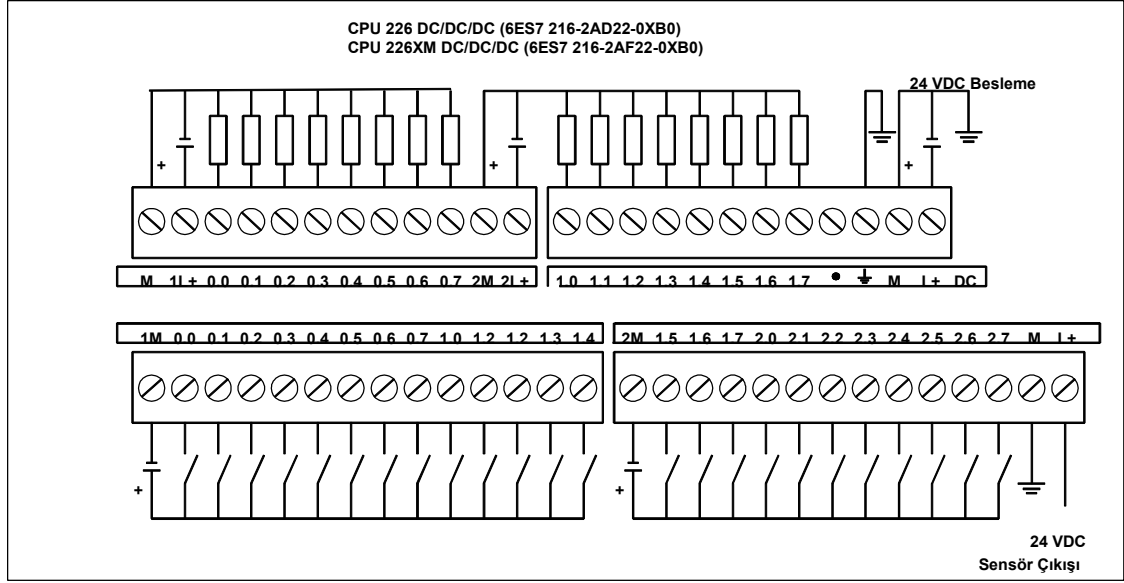 CPU 226 DC/DC/DC (6ES7 216-2AD22-0XB0)
CPU 226XM DC/DC/DC (6ES7 216-2AF22-0XB0)
24 VDC Besleme
+ + +
M 1L+ 0.0 0.1 0.2 0.3 0.4 0.5 0.6 0.7 2M 2L+ 1.0 1.1 1.2 1.3 1.4 1.5 1.6 1.7 M L+ DC
1M 0.0 0.1 0.2 0.3 0.4 0.5 0.6 0.7 1.0 1.2 1.2 1.3 1.4 2M 1.5 1.6 1.7 2.0 2.1 2.2 2.3 2.4 2.5 2.6 2.7 M L+
+ +
24 VDC
Sensör Çıkışı